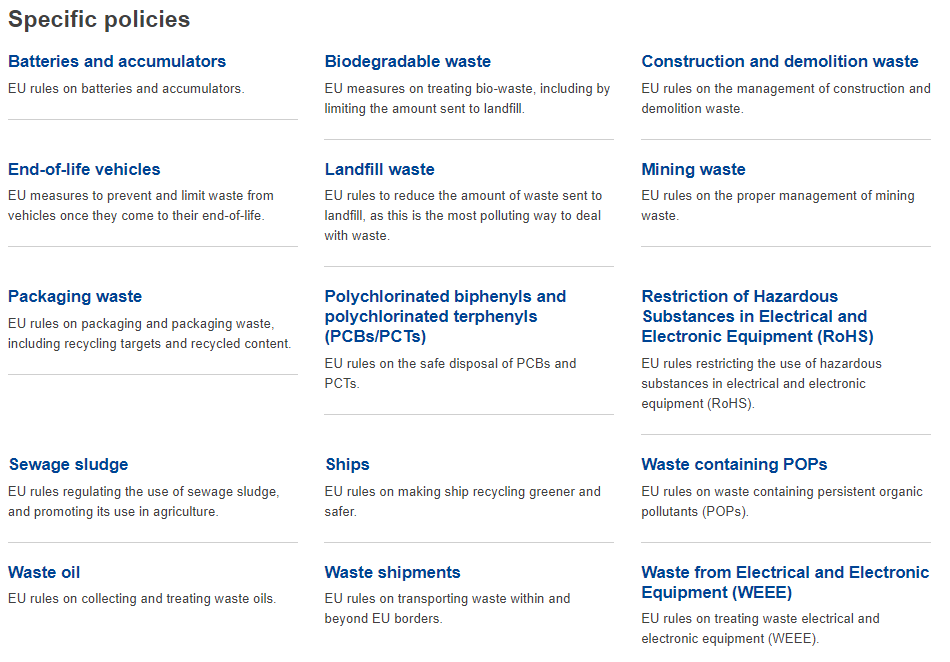 Specific policies
Batteries and accumulators
EU rules on batteries and accumulators.
Biodegradable waste
EU measures on treating bio-waste, including by
limiting the amount sent to landfill.
Construction and demolition waste
EU rules on the management of construction and
demolition waste.
End-of-life vehicles
EU measures to prevent and limit waste from
vehicles once they come to their end-of-life.
Landfill waste
EU rules to reduce the amount of waste sent to
landfill, as this is the most polluting way to deal
with waste.
Mining waste
EU rules on the proper management of mining
waste.
Packaging waste
EU rules on packaging and packaging waste,
including recycling targets and recycled content.
Polychlorinated biphenyls and
polychlorinated terphenyls
(PCBs/PCTs)
EU rules on the safe disposal of PCBs and
PCTs.
Restriction of Hazardous
Substances in Electrical and
Electronic Equipment (RoHS)
EU rules restricting the use of hazardous
substances in electrical and electronic
equipment (RoHS).
Sewage sludge
EU rules regulating the use of sewage sludge,
and promoting its use in agriculture.
Ships
EU rules on making ship recycling greener and
safer.
Waste containing POPs
EU rules on waste containing persistent organic
pollutants (POPs).
Waste oil
EU rules on collecting and treating waste oils.
Waste shipments
EU rules on transporting waste within and
beyond EU borders.
Waste from Electrical and Electronic
Equipment (WEEE)
EU rules on treating waste electrical and
electronic equipment (WEEE).